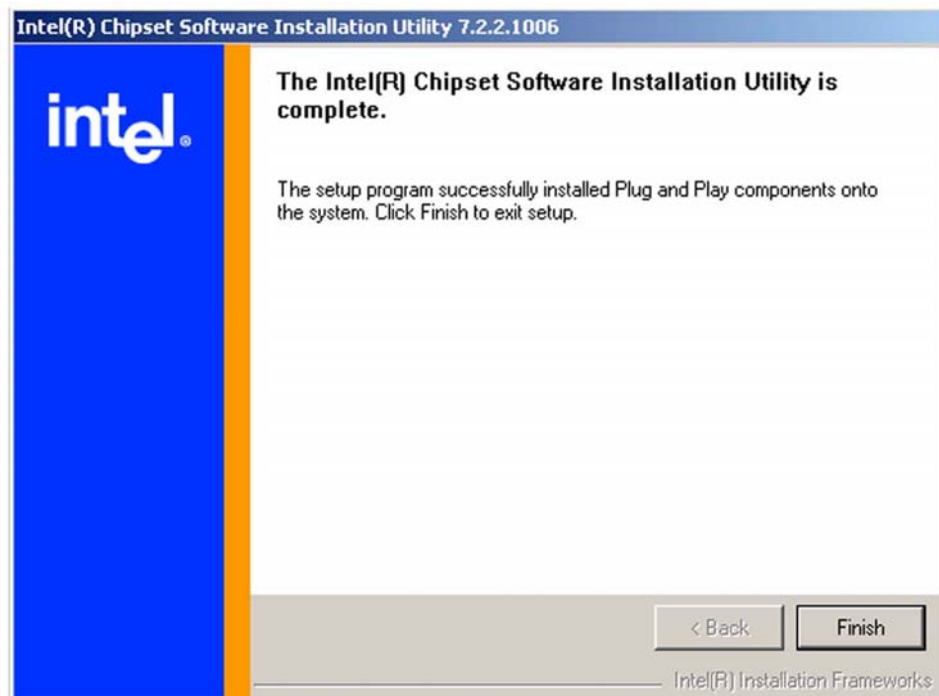 Intel(R) Chipset Software Installation Utility 7.2.2.1006
intel®
The Intel(R) Chipset Software Installation Utility is
complete.
The setup program successfully installed Plug and Play components onto
the system. Click Finish to exit setup.
< Back
Finish
Intel(R) Installation Frameworks